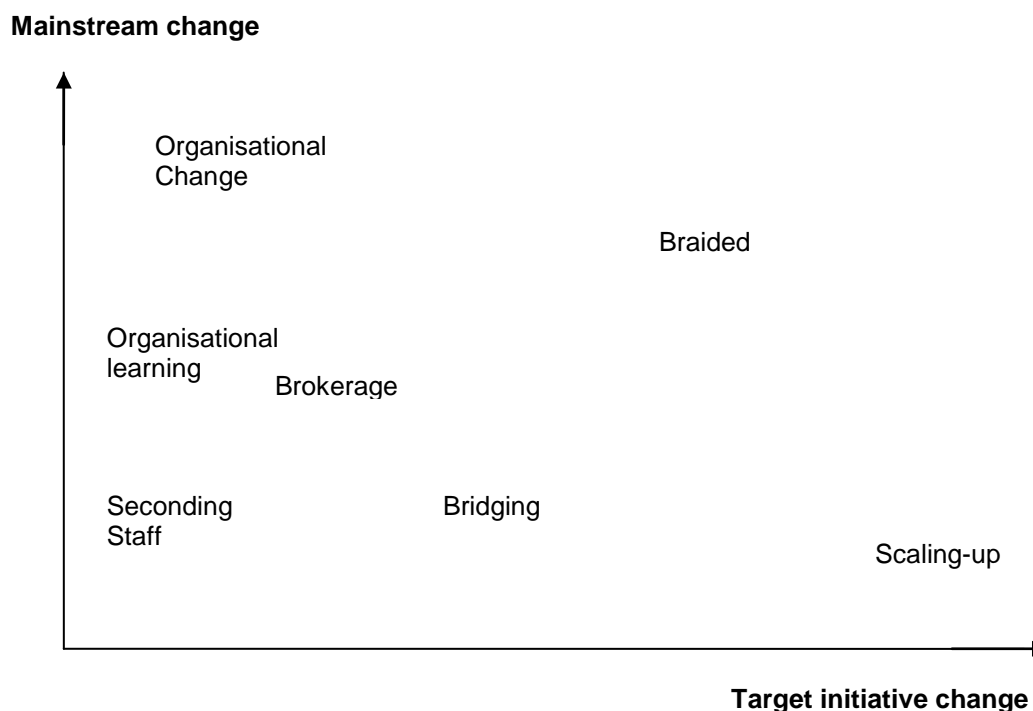 Mainstream change
Organisational
Change
Braided
Organisational
learning
Brokerage
Seconding
Staff
Bridging
Scaling-up
Target initiative change